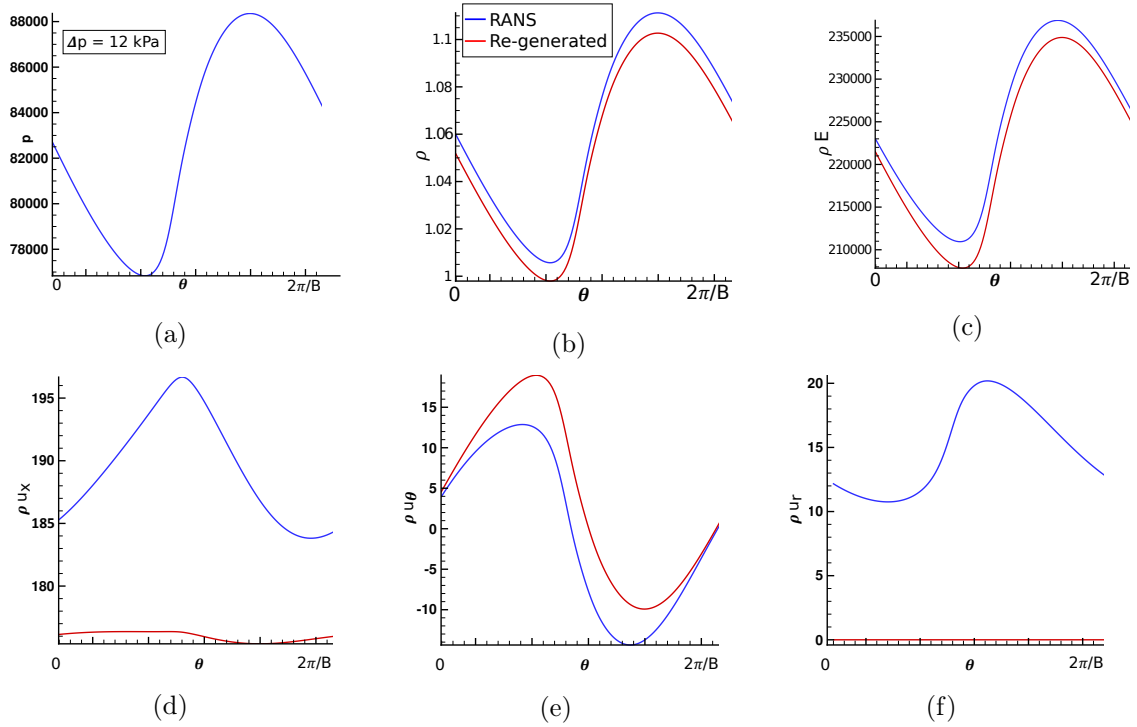 88000
86000
84000
82000
80000
78000
p
Δp = 12 kPa
0
θ
2π/B
(a)
1.1
1.08
1.06
1.04
1.02
1
ρ
RANS
Re-generated
0
θ
2π/B
(b)
235000
230000
225000
220000
215000
210000
ρ E
0
θ
2π/B
(c)
195
190
185
180
ρ ux
0
θ
2π/B
(d)
15
10
5
0
-5
-10
ρ uθ
0
θ
2π/B
(e)
20
15
10
5
0
ρ ur
0
θ
2π/B
(f)